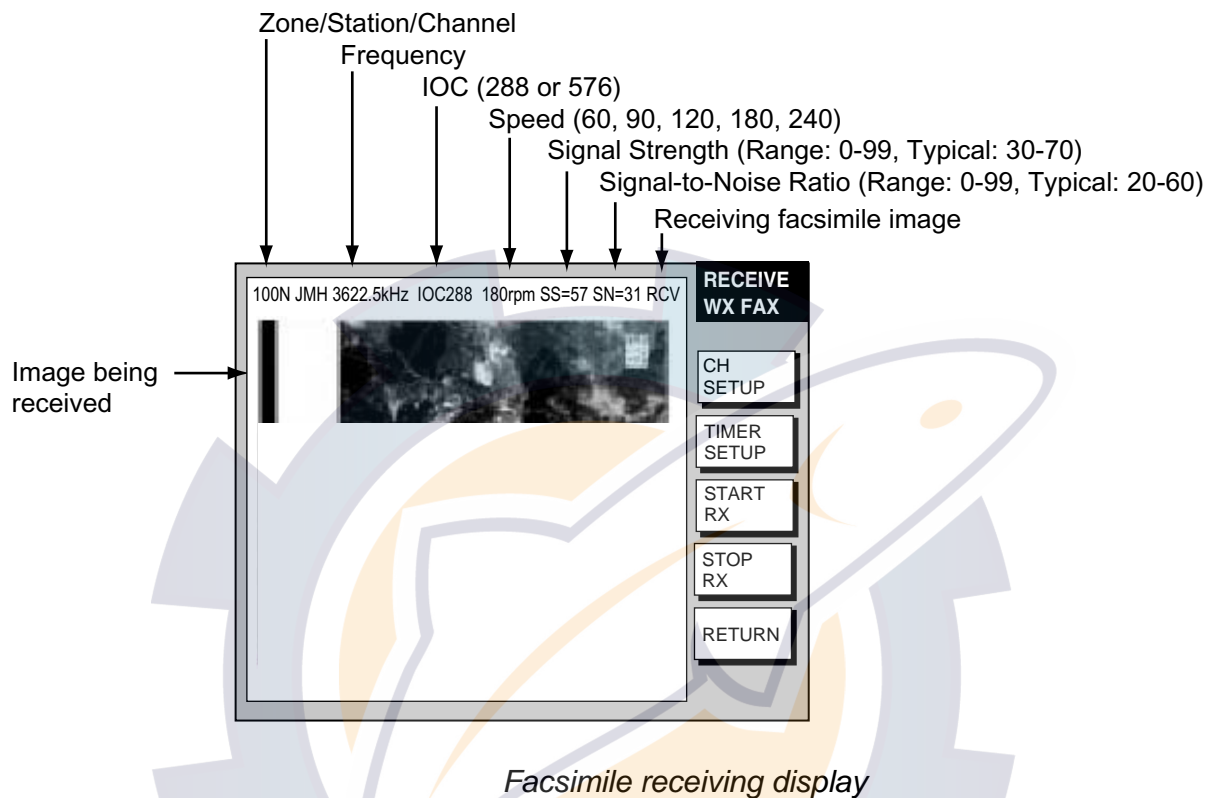 Zone/Station/Channel
Frequency
IOC (288 or 576)
Speed (60, 90, 120, 180, 240)
Signal Strength (Range: 0-99, Typical: 30-70)
Signal-to-Noise Ratio (Range: 0-99, Typical: 20-60)
Receiving facsimile image
100N JMH 3622.5kHz IOC288 180rpm SS=57 SN=31 RCV
RECEIVE
WX FAX
Image being
received
CH
SETUP
TIMER
SETUP
START
RX
STOP
RX
RETURN
Facsimile receiving display